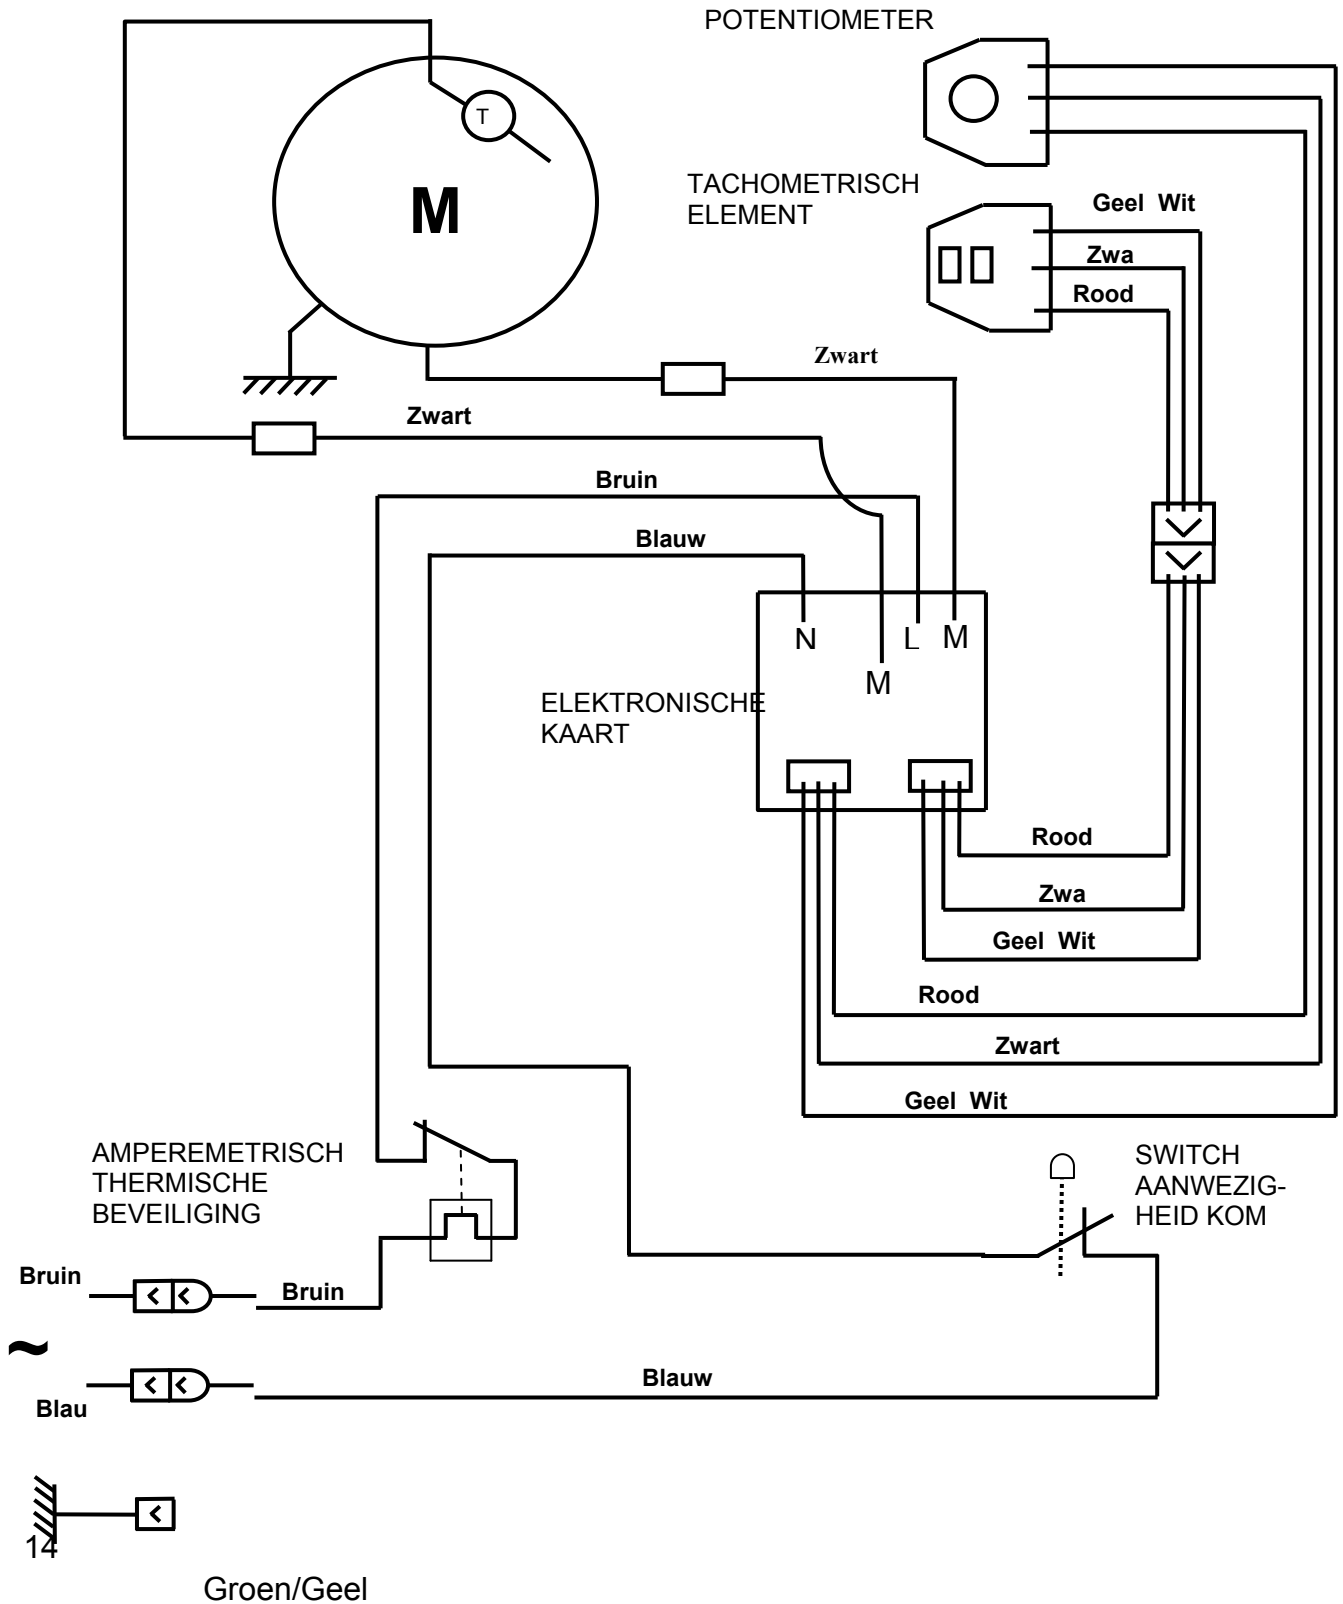 POTENTIOMETER
T
M
TACHOMETRISCH
ELEMENT
Geel Wit
Zwa
Rood
Zwart
Zwart
Bruin
Blauw
N
L
M
M
ELEKTRONISCHE
KAART
Rood
Zwa
Geel Wit
Rood
Zwart
Geel Wit
AMPEREMETRISCH
THERMISCHE
BEVEILIGING
SWITCH
AANWEZIG-
HEID KOM
Bruin
Bruin
~
Blauw
Blau
14
Groen/Geel